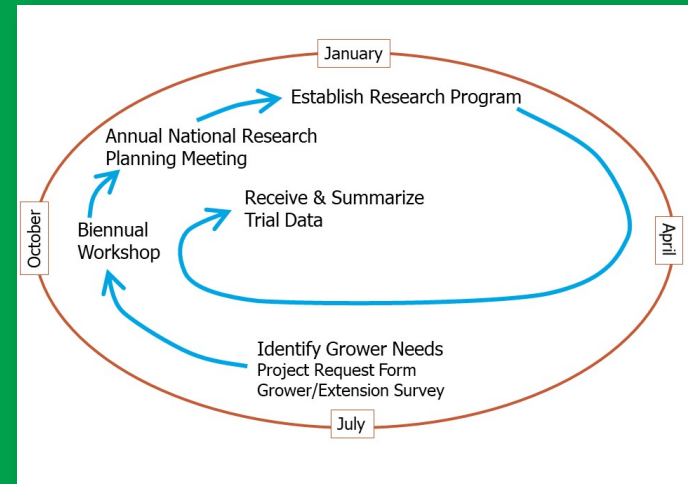 January
Establish Research Program
Annual National Research
Planning Meeting
Receive & Summarize
Trial Data
October
Biennual
Workshop
April
Identify Grower Needs
Project Request Form
Grower/Extension Survey
July